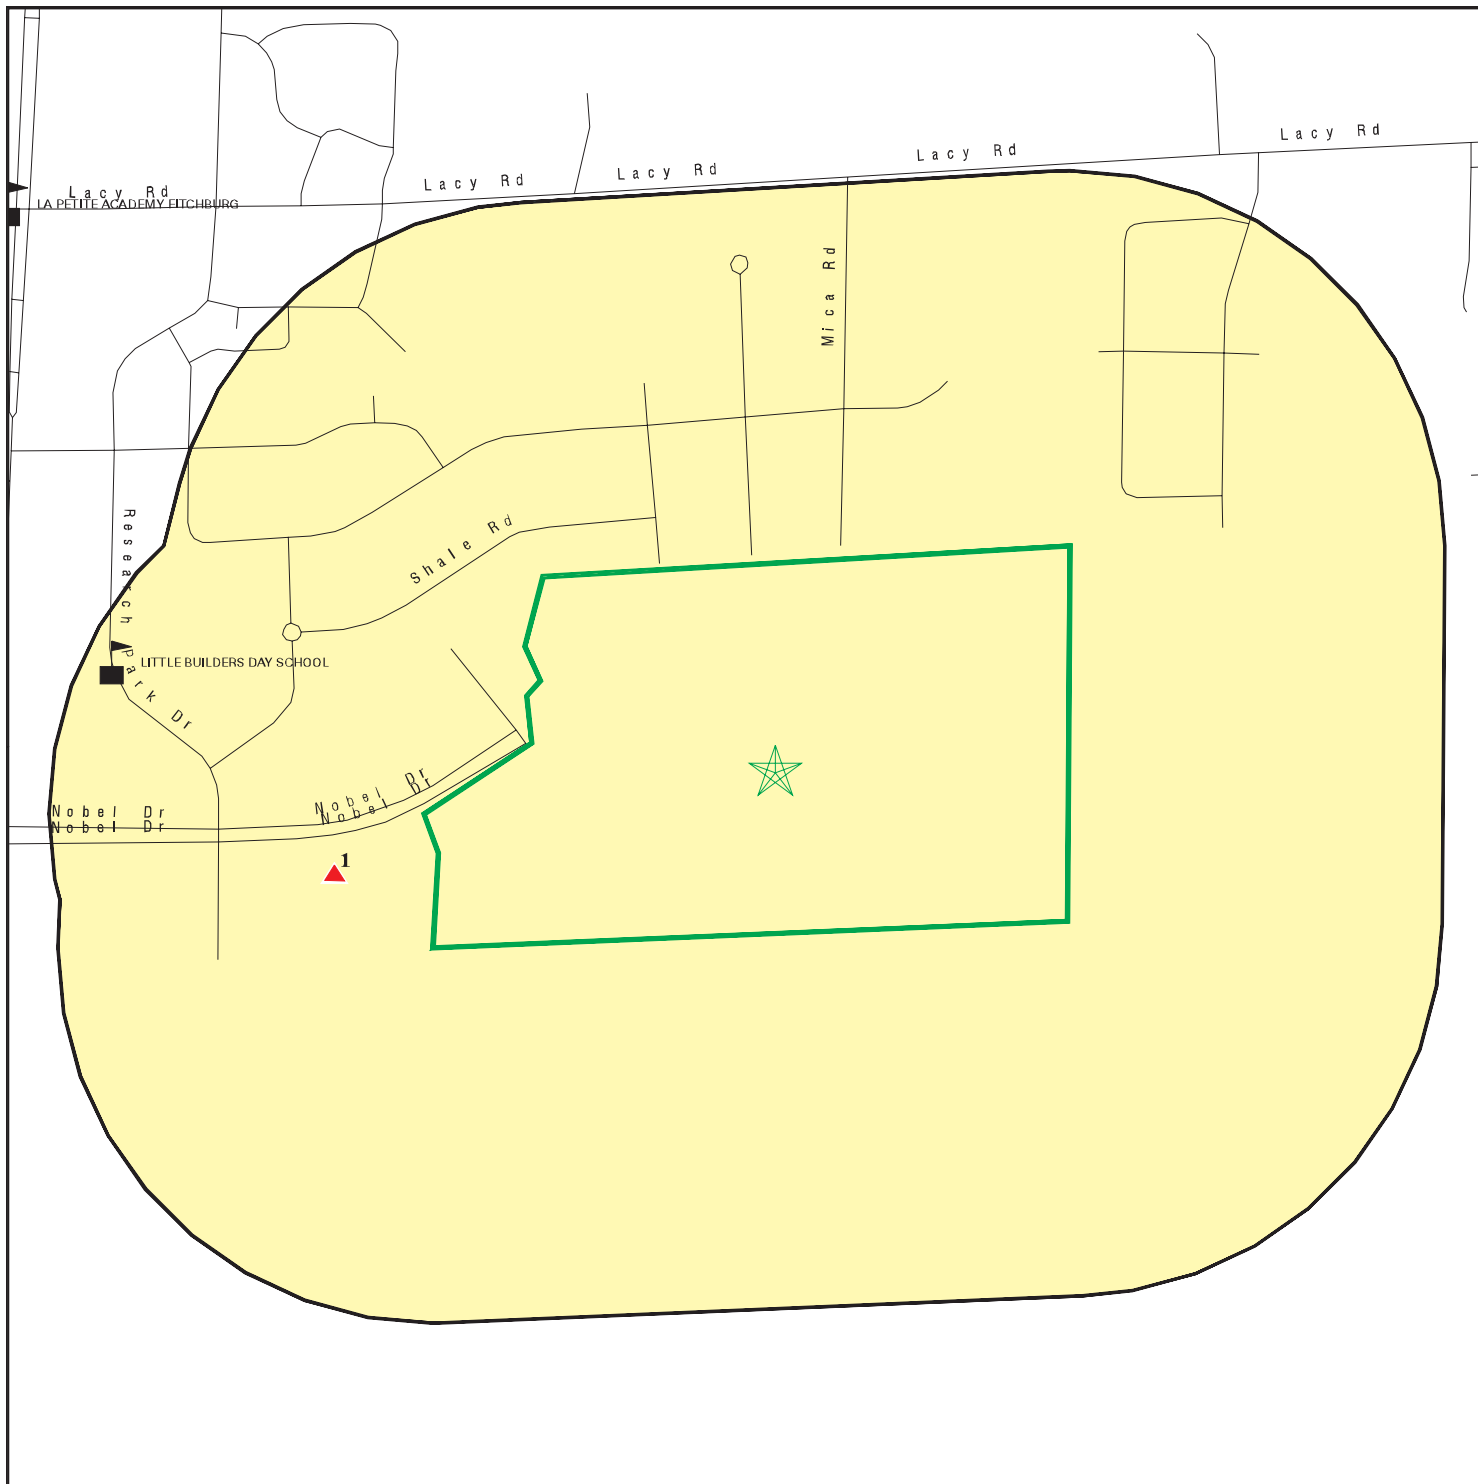 Lacy Rd
Lacy Rd
Lacy Rd
Lacy Rd
Lacy Rd
LA PETITE ACADEMY FITCHBURG
Mica Rd
Research Park Dr
Shale Rd
LITTLE BUILDERS DAY SCHOOL
Nobel Dr
Nobel Dr
Nobel Dr
Nobel Dr
1